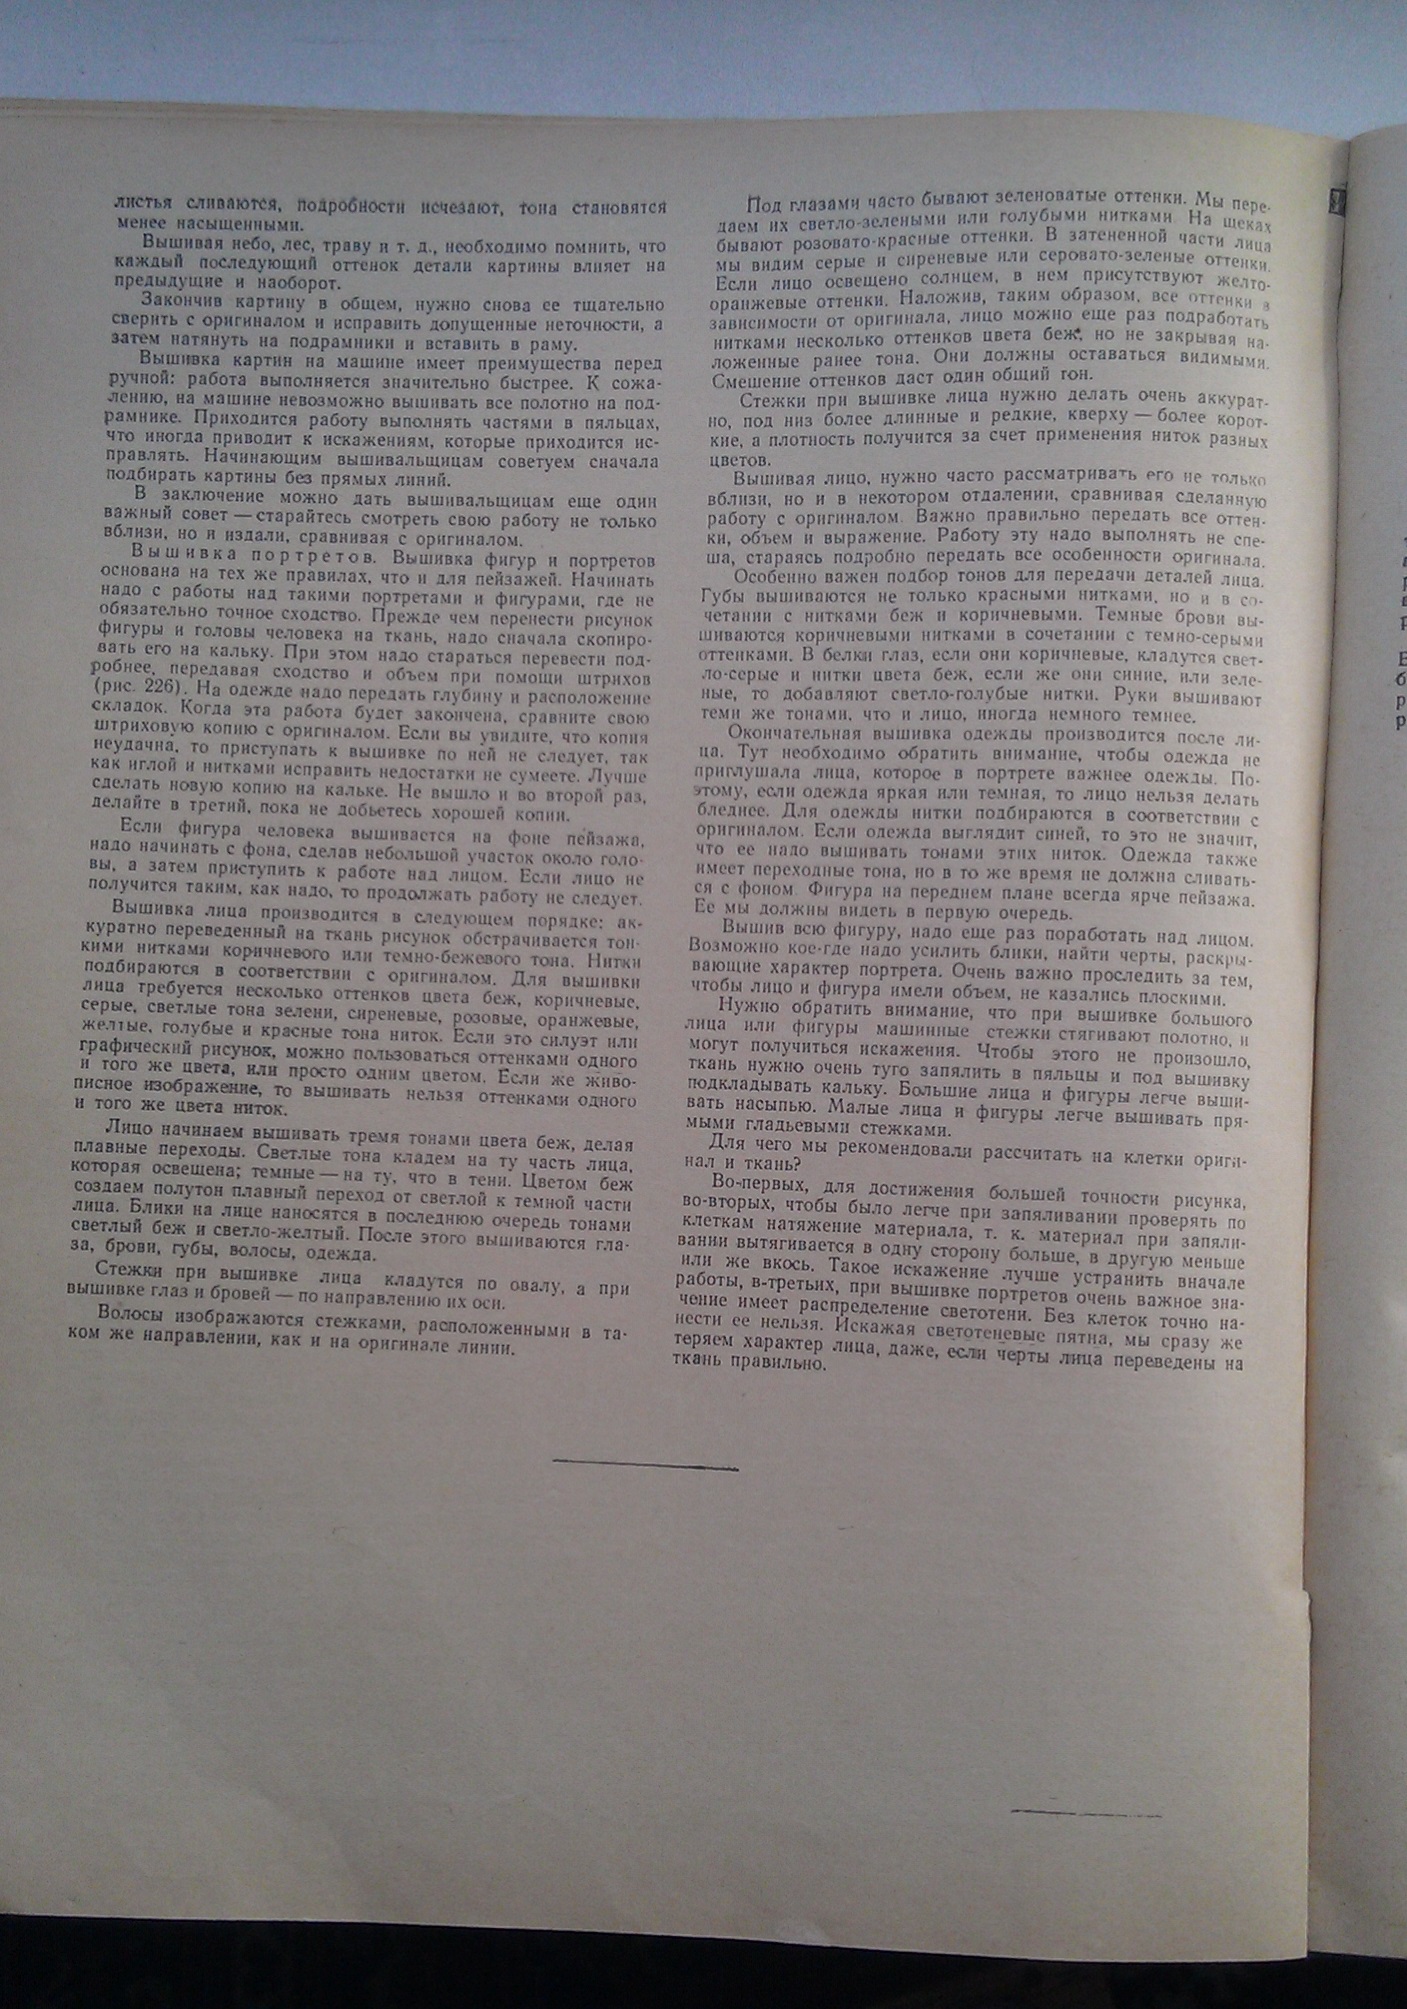 листья сливаются, подробности исчезают, тона становятся
менее насыщенными.
Вышивая небо, лес, траву и т. д., необходимо помнить, что
каждый последующий оттенок детали картины влияет на
предыдущие и наоборот.
Закончив картину в общем, нужно снова ее тщательно
сверить с оригиналом и исправить допущенные неточности, а
затем натянуть на подрамники и вставить в раму.
Вышивка картин на машине имеет преимущества перед
ручной: работа выполняется значительно быстрее. К сожа-
лению, на машине невозможно вышивать все полотно на под-
рамнике. Приходится работу выполнять частями в пяльцах,
что иногда приводит к искажениям, которые приходится ис-
правлять. Начинающим вышивальщицам советуем сначала
подбирать картины без прямых линий.
В заключение можно дать вышивальщицам еще один
важный совет — старайтесь смотреть свою работу не только
вблизи, но и издали, сравнивая с оригиналом.
Вышивка портретов. Вышивка фигур и портретов
основана на тех же правилах, что и для пейзажей. Начинать
надо с работы над такими портретами и фигурами, где не
обязательно точное сходство. Прежде чем перенести рисунок
фигуры и головы человека на ткань, надо сначала скопиро-
вать его на кальку. При этом надо стараться перевести под-
робнее, передавая сходство и объем при помощи штрихов
(рис. 226). На одежде надо передать глубину и расположение
складок. Когда эта работа будет закончена, сравните свою
штриховую копию с оригиналом. Если вы увидите, что копия
неудачна, то приступать к вышивке по ней не следует, так
как иглой и нитками исправить недостатки не сумеете. Лучше
сделать новую копию на кальке. Не вышло и во второй раз,
делайте в третий, пока не добьетесь хорошей копии.
Если фигура человека вышивается на фоне пейзажа,
надо начинать с фона, сделав небольшой участок около голо-
вы, а затем приступить к работе над лицом. Если лицо не
получится таким, как надо, то продолжать работу не следует.
Вышивка лица производится в следующем порядке: ак-
куратно переведенный на ткань рисунок обстрачивается тон-
кими нитками коричневого или темно-бежевого тона. Нитки
подбираются в соответствии с оригиналом. Для вышивки
лица требуется несколько оттенков цвета беж, коричневые,
серые, светлые тона зелени, сиреневые, розовые, оранжевые,
желтые, голубые и красные тона ниток. Если это силуэт или
графический рисунок, можно пользоваться оттенками одного
и того же цвета, или просто одним цветом. Если же живо-
писное изображение, то вышивать нельзя оттенками одного
и того же цвета ниток.
Лицо начинаем вышивать тремя тонами цвета беж, делая
плавные переходы. Светлые тона кладем на ту часть лица,
которая освещена; темные — на ту, что в тени. Цветом беж
создаем полутон плавный переход от светлой к темной части
лица. Блики на лице наносятся в последнюю очередь тонами
светлый беж и светло-желтый. После этого вышиваются гла-
за, брови, губы, волосы, одежда.
Стежки при вышивке лица кладутся по овалу, а при
вышивке глаз и бровей — по направлению их оси.
Волосы изображаются стежками, расположенными в та-
ком же направлении, как и на оригинале линии.
Под глазами часто бывают зеленоватые оттенки. Мы пере-
даем их светло-зелеными или голубыми нитками. На щеках
бывают розовато-красные оттенки. В затененной части лица
мы видим серые и сиреневые или серовато-зеленые оттенки.
Если лицо освещено солнцем, в нем присутствуют желто-
оранжевые оттенки. Наложив, таким образом, все оттенки в
зависимости от оригинала, лицо можно еще раз подработать
нитками несколько оттенков цвета беж, но не закрывая на-
ложенные ранее тона. Они должны оставаться видимыми.
Смешение оттенков даст один общий тон.
Стежки при вышивке лица нужно делать очень аккурат-
но, под низ более длинные и редкие, кверху — более корот-
кие, а плотность получится за счет применения ниток разных
цветов.
Вышивая лицо, нужно часто рассматривать его не только
вблизи, но и в некотором отдалении, сравнивая сделанную
работу с оригиналом. Важно правильно передать все оттен-
ки, объем и выражение. Работу эту надо выполнять не спе-
ша, стараясь подробно передать все особенности оригинала.
Особенно важен подбор тонов для передачи деталей лица.
Губы вышиваются не только красными нитками, но и в со-
четании с нитками беж и коричневыми. Темные брови вы-
шиваются коричневыми нитками в сочетании с темно-серыми
оттенками. В белки глаз, если они коричневые, кладутся свет-
ло-серые и нитки цвета беж, если же они синие, или зеле-
ные, то добавляют светло-голубые нитки. Руки вышивают
теми же тонами, что и лицо, иногда немного темнее.
Окончательная вышивка одежды производится после ли-
ца. Тут необходимо обратить внимание, чтобы одежда не
приглушала лица, которое в портрете важнее одежды. По-
этому, если одежда яркая или темная, то лицо нельзя делать
бледнее. Для одежды нитки подбираются в соответствии с
оригиналом. Если одежда выглядит синей, то это не значит,
что ее надо вышивать тонами этих ниток. Одежда также
имеет переходные тона, но в то же время не должна сливать-
ся с фоном. Фигура на переднем плане всегда ярче пейзажа.
Ее мы должны видеть в первую очередь.
Вышив всю фигуру, надо еще раз поработать над лицом.
Возможно кое-где надо усилить блики, найти черты, раскры-
вающие характер портрета. Очень важно проследить за тем,
чтобы лицо и фигура имели объем, не казались плоскими.
Нужно обратить внимание, что при вышивке большого
лица или фигуры машинные стежки стягивают полотно, и
могут получиться искажения. Чтобы этого не произошло,
ткань нужно очень туго запялить в пяльцы и под вышивку
подкладывать кальку. Большие лица и фигуры легче выши-
вать насыпью. Малые лица и фигуры легче вышивать пря-
мыми гладьевыми стежками.
Для чего мы рекомендовали рассчитать на клетки ориги-
нал и ткань?
Во-первых, для достижения большей точности рисунка,
во-вторых, чтобы было легче при запяливании проверять по
клеткам натяжение материала, т. к. материал при запяли-
вании вытягивается в одну сторону больше, в другую меньше
или же вкось. Такое искажение лучше устранить вначале
работы, в-третьих, при вышивке портретов очень важное зна-
чение имеет распределение светотени. Без клеток точно на-
нести ее нельзя. Искажая светотеневые пятна, мы сразу же
теряем характер лица, даже, если черты лица переведены на
ткань правильно.